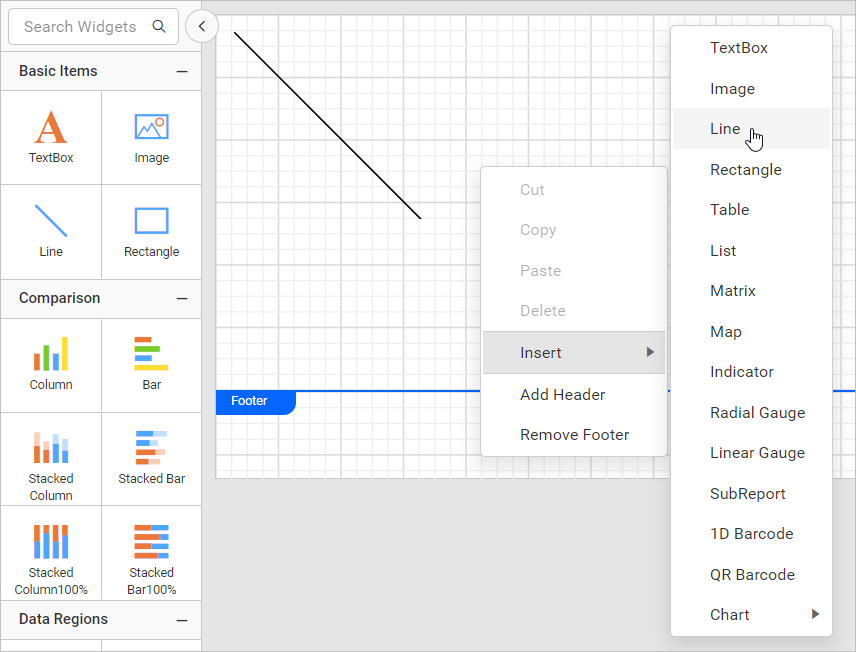 Search Widgets
Basic Items
TextBox
Image
Line
Rectangle
Comparison
Column
Bar
Stacked
Column
Stacked Bar
Stacked
Column100%
Stacked
Bar100%
Data Regions
Footer
Cut
Copy
Paste
Delete
Insert
Add Header
Remove Footer
TextBox
Image
Line
Rectangle
Table
List
Matrix
Map
Indicator
Radial Gauge
Linear Gauge
SubReport
1D Barcode
QR Barcode
Chart